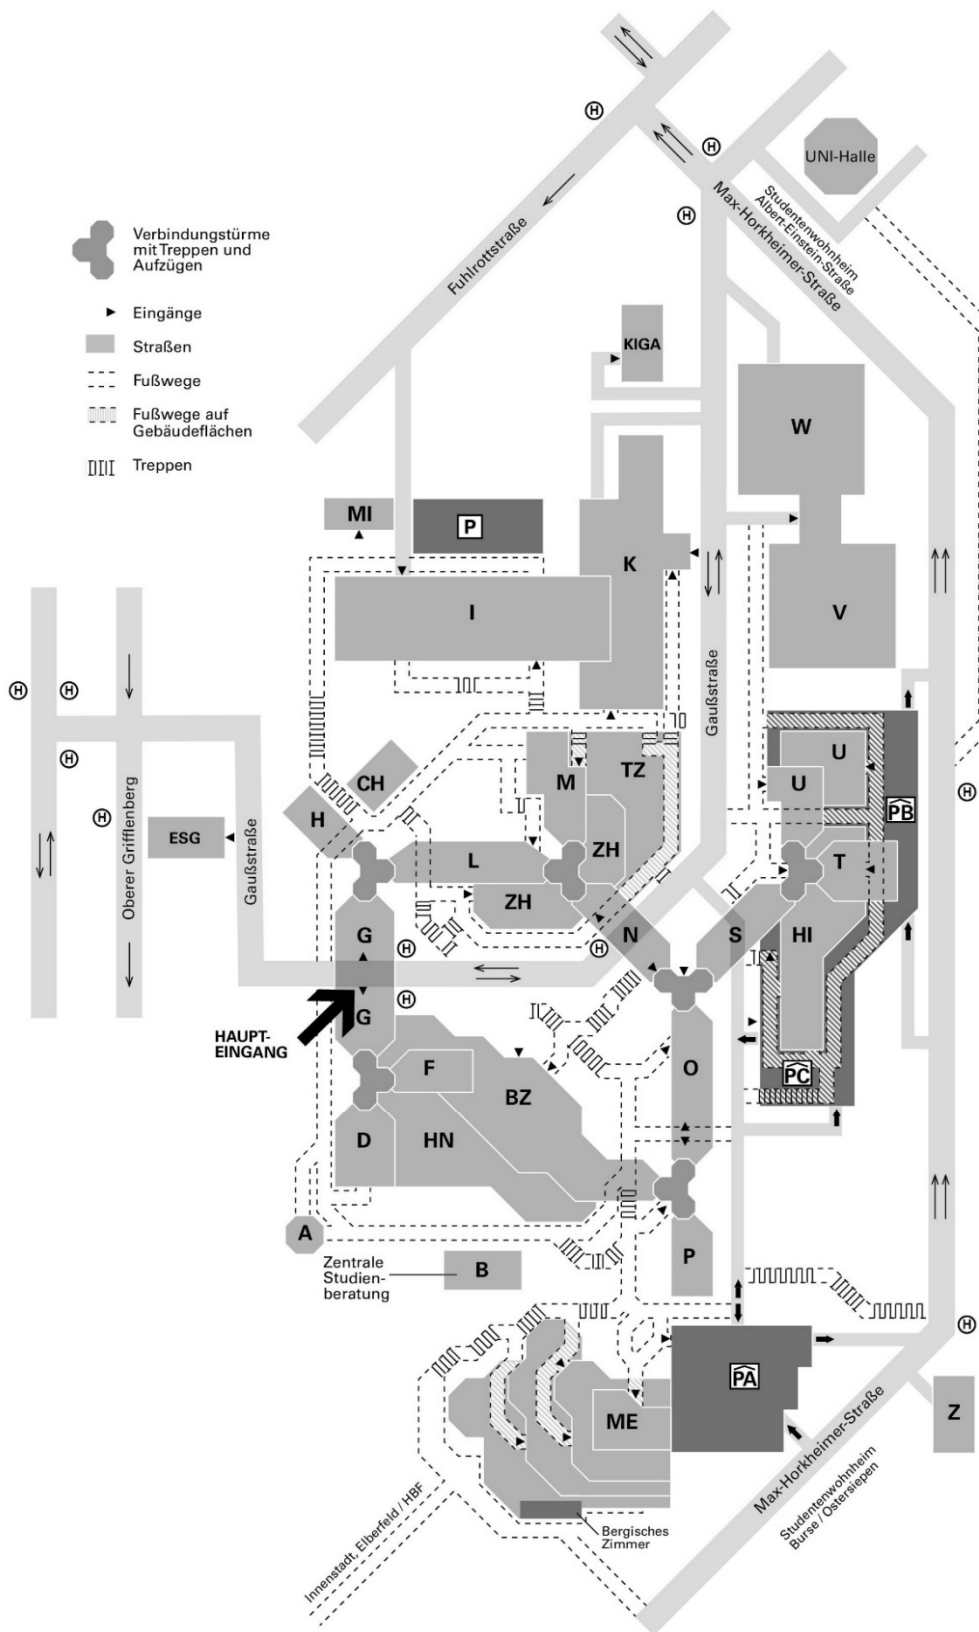 H
H
UNI-Halle
H
Max-Horkheimer-Straße
Studentenwohnheim
Albert-Einstein-Straße
Verbindungstürme
mit Treppen und
Aufzügen
Fuhlrottstraße
Eingänge
Straßen
KIGA
Fußwege
Fußwege auf
Gebäudeflächen
W
Treppen
MI
P
K
I
V
Gaußstraße
H
H
H
Oberer Grifflenberg
H
ESG
Gaußstraße
CH
H
M
TZ
U
U
H
PB
L
ZH
ZH
T
G
N
S
HI
H
H
H
G
HAUPT-
EINGANG
F
BZ
O
PC
D
HN
A
Zentrale
Studien-
beratung
B
P
H
PA
ME
Z
Max-Horkheimer-Straße
Studentenwohnheim
Burse / Ostersiepen
Bergisches
Zimmer
Innenstadt, Elberfeld / HBF